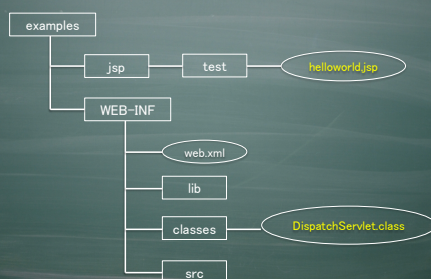 examples
jsp
test
helloworld.jsp
WEB-INF
web.xml
lib
classes
DispatchServlet.class
src